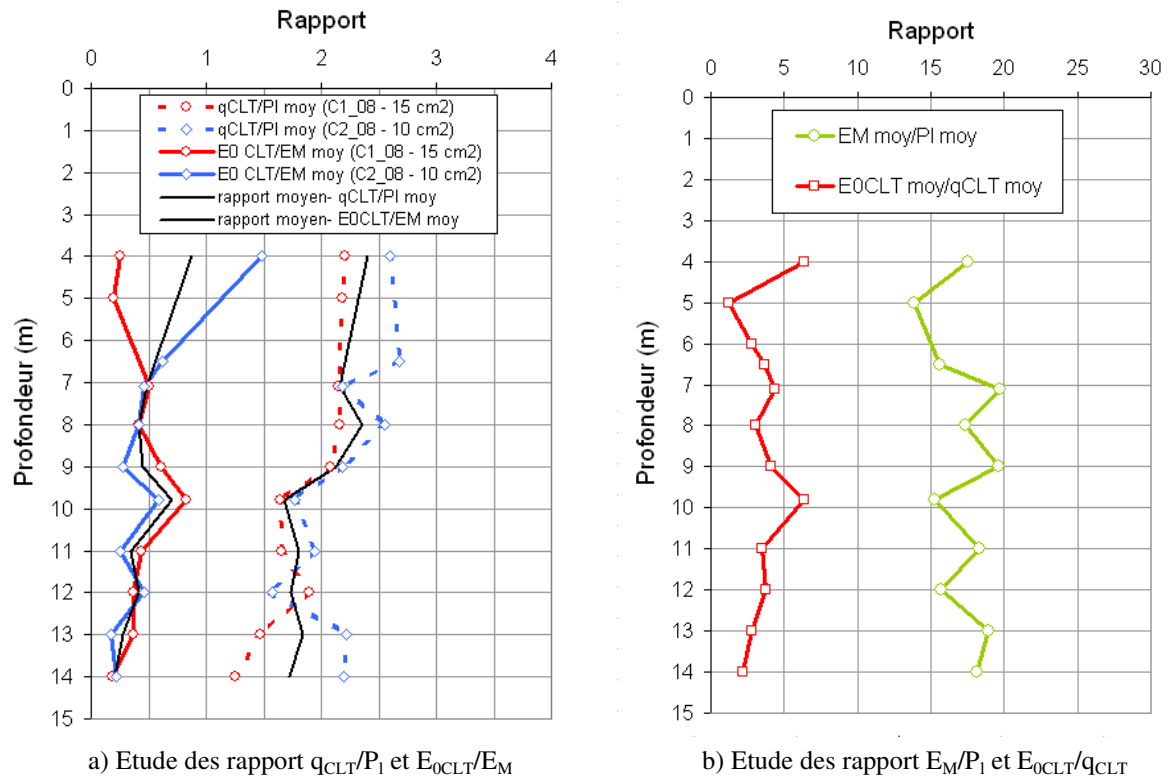 Rapport
0 1 2 3 4
0
1
2
3
4
5
6
7
8
9
10
11
12
13
14
15
Profondeur (m)
qCLT/Pl moy (C1_08 - 15 cm2)
qCLT/Pl moy (C2_08 - 10 cm2)
E0 CLT/EM moy (C1_08 - 15 cm2)
E0 CLT/EM moy (C2_08 - 10 cm2)
rapport moyen- qCLT/Pl moy
rapport moyen- E0CLT/EM moy
a) Etude des rapport qCLT/Pl et E0CLT/EM
Rapport
0 5 10 15 20 25 30
0
1
2
3
4
5
6
7
8
9
10
11
12
13
14
15
Profondeur (m)
EM moy/Pl moy
E0CLT moy/qCLT moy
b) Etude des rapport EM/Pl et E0CLT/qCLT